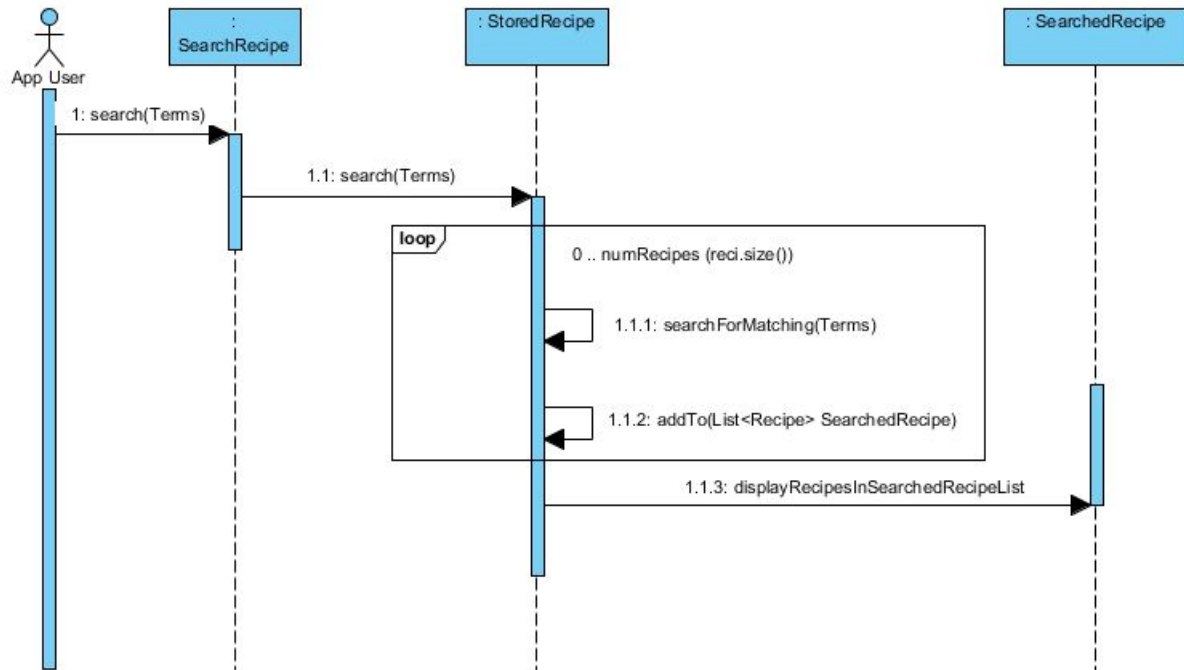 :
SearchRecipe
: StoredRecipe
: SearchedRecipe
App User
1: search(Terms)
1.1: search(Terms)
loop
0 .. numRecipes (reci.size())
1.1.1: searchForMatching(Terms)
1.1.2: addTo(List<Recipe> SearchedRecipe)
1.1.3: displayRecipesInSearchedRecipeList